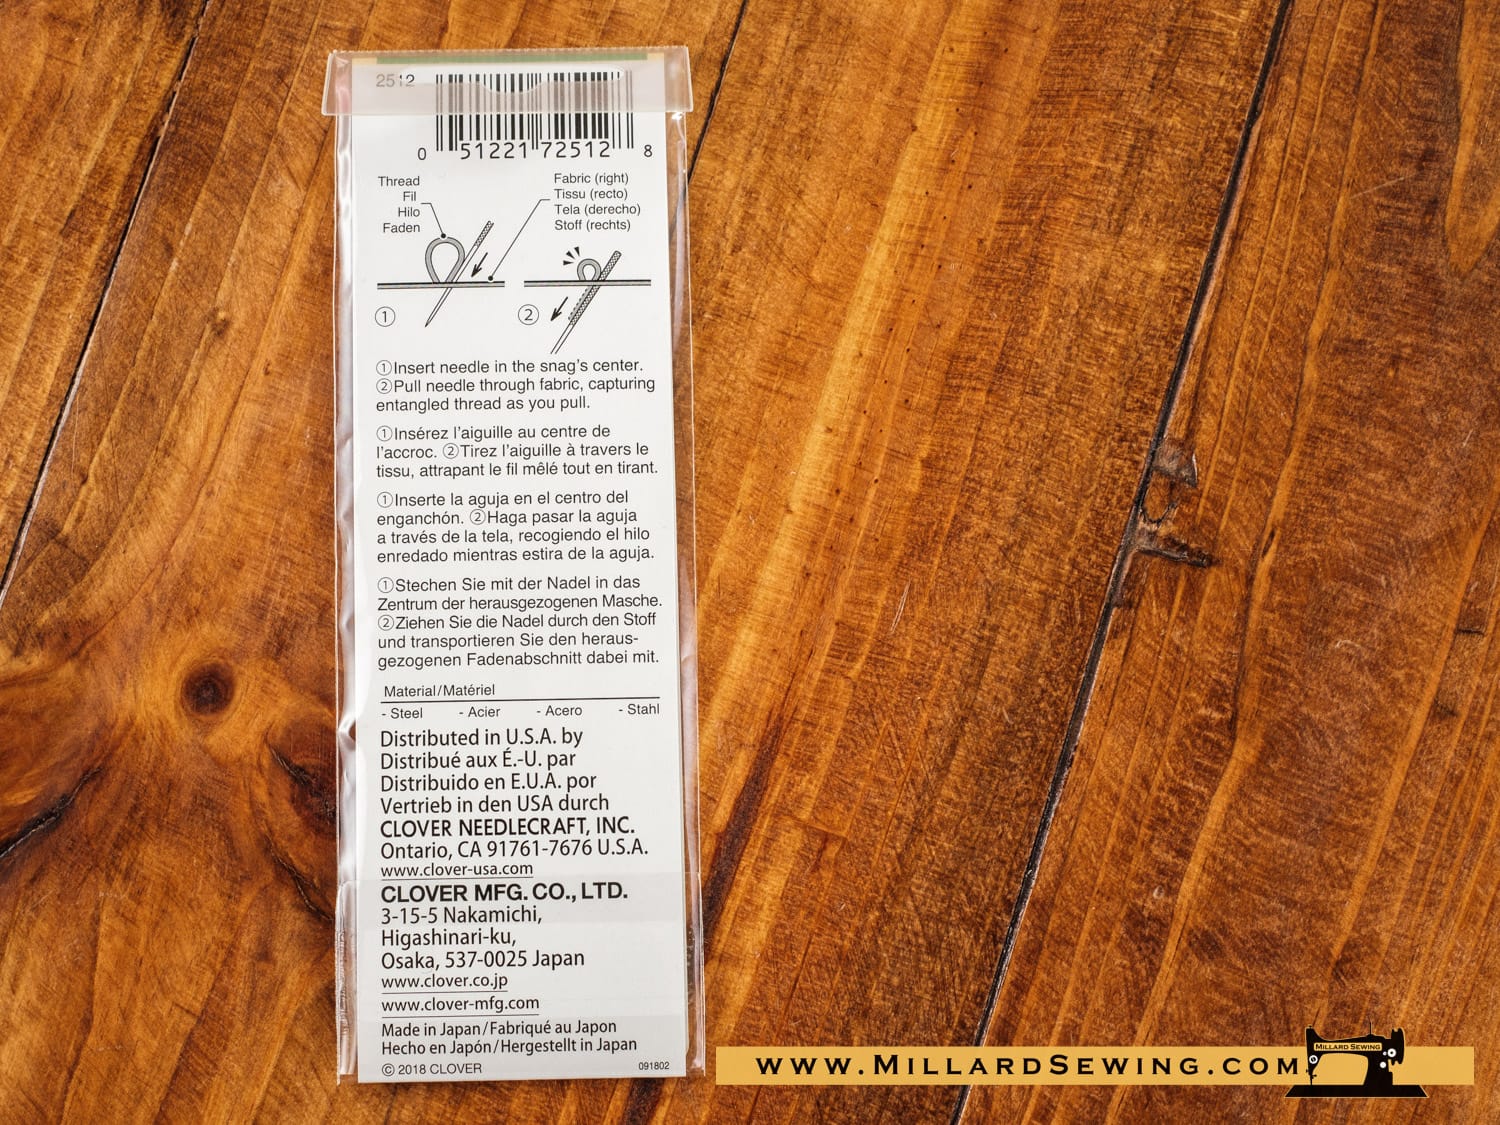 2512
0 51221 72512 8
Thread
Fil
Hilo
Faden
Fabric (right)
Tissu (recto)
Tela (derecho)
Stoff (rechts)
①
②
①Insert needle in the snag's center.
②Pull needle through fabric, capturing
entangled thread as you pull.
①Insérez l'aiguille au centre de
l'accroc. ②Tirez l'aiguille à travers le
tissu, attrapant le fil mêlé tout en tirant.
①Inserte la aguja en el centro del
enganchón. ②Haga pasar la aguja
a través de la tela, recogiendo el hilo
enredado mientras estira de la aguja.
①Stechen Sie mit der Nadel in das
Zentrum der herausgezogenen Masche.
②Ziehen Sie die Nadel durch den Stoff
und transportieren Sie den heraus-
gezogenen Fadenabschnitt dabei mit.
Material/Matériel
- Steel - Acier - Acero - Stahl
Distributed in U.S.A. by
Distribué aux É.-U. par
Distribuido en E.U.A. por
Vertrieb in den USA durch
CLOVER NEEDLECRAFT, INC.
Ontario, CA 91761-7676 U.S.A.
www.clover-usa.com
CLOVER MFG. CO., LTD.
3-15-5 Nakamichi,
Higashinari-ku,
Osaka, 537-0025 Japan
www.clover.co.jp
www.clover-mfg.com
Made in Japan/Fabriqué au Japon
Hecho en Japón/Hergestellt in Japan
© 2018 CLOVER 091802
www.MillardSewing.com
Millard Sewing